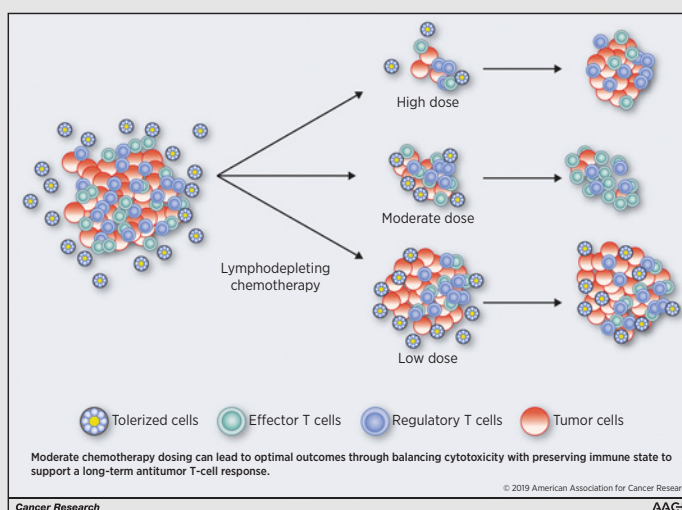 High dose
Moderate dose
Lymphodepleting
chemotherapy
Low dose
Tolerized cells
Effector T cells
Regulatory T cells
Tumor cells
Moderate chemotherapy dosing can lead to optimal outcomes through balancing cytotoxicity with preserving immune state to
support a long-term antitumor T-cell response.
© 2019 American Association for Cancer Resear
Cancer Research
AAC